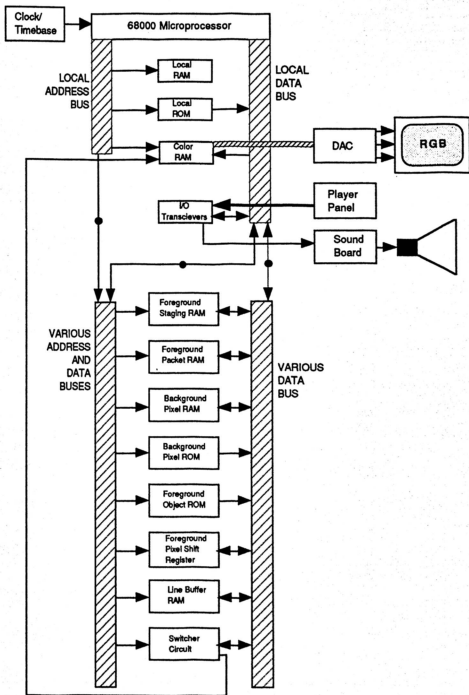 Clock/
Timebase
68000 Microprocessor
LOCAL
ADDRESS
BUS
Local
RAM
LOCAL
DATA
BUS
Local
ROM
Color
RAM
DAC
RGB
I/O
Transcievers
Player
Panel
Sound
Board
VARIOUS
ADDRESS
AND
DATA
BUSES
Foreground
Staging RAM
Foreground
Packet RAM
VARIOUS
DATA
BUS
Background
Pixel RAM
Background
Pixel ROM
Foreground
Object ROM
Foreground
Pixel Shift
Register
Line Buffer
RAM
Switcher
Circuit